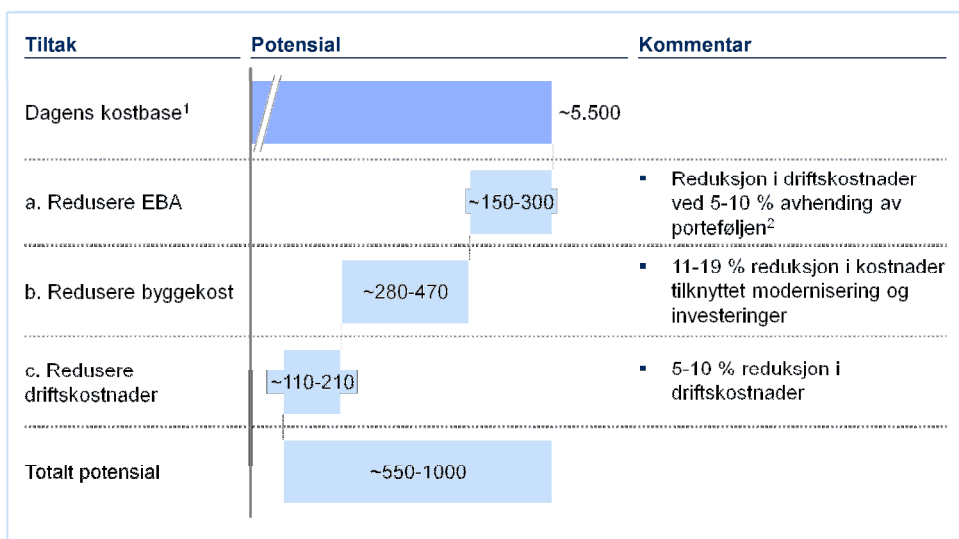 Tiltak Potensial Kommentar
Dagens kostbase¹ ~5.500
a. Redusere EBA ~150-300
▪ Reduksjon i driftskostnader
ved 5-10 % avhending av
porteføljen²
b. Redusere byggekost ~280-470
▪ 11-19 % reduksjon i kostnader
tilknyttet modernisering og
investeringer
c. Redusere
driftskostnader
~110-210
▪ 5-10 % reduksjon i
driftskostnader
Totalt potensial ~550-1000